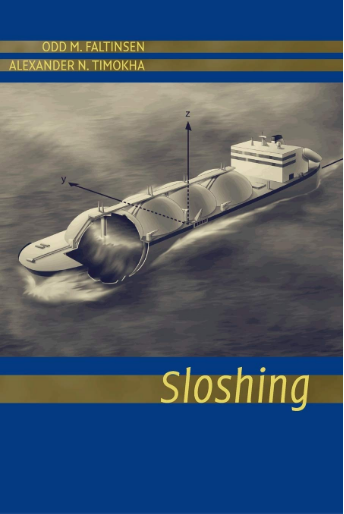 ODD M. FALTINSEN
ALEXANDER N. TIMOKHA
z
y
Sloshing